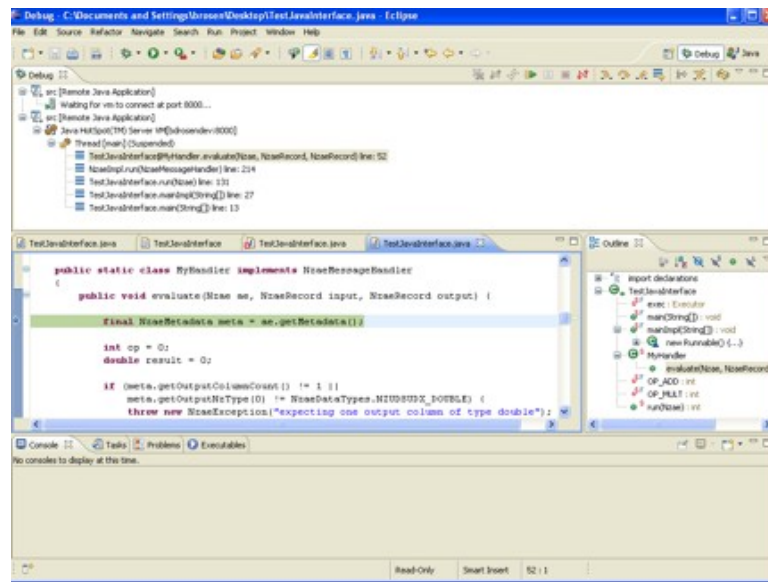 Debug - C:\Documents and Settings\brosen\Desktop\TestJavaInterface.java - Eclipse
File Edit Source Refactor Navigate Search Run Project Window Help
Debug Java
Debug
src [Remote Java Application]
Waiting for vm to connect at port 8000...
src [Remote Java Application]
Java HotSpot(TM) Server VM[bdrosendev:8000]
Thread [main] (Suspended)
TestJavaInterface$MyHandler.evaluate(Nzae, NzaeRecord, NzaeRecord) line: 52
NzaeImpl.run(NzaeMessageHandler) line: 214
TestJavaInterface.run(Nzae) line: 131
TestJavaInterface.mainImpl(String[]) line: 27
TestJavaInterface.main(String[]) line: 13
TestJavaInterface.java TestJavaInterface TestJavaInterface.java TestJavaInterface.java
public static class MyHandler implements NzaeMessageHandler
{
public void evaluate(Nzae ae, NzaeRecord input, NzaeRecord output) {
final NzaeMetadata meta = ae.getMetadata();
int op = 0;
double result = 0;
if (meta.getOutputColumnCount() != 1 ||
meta.getOutputNzType(0) != NzaeDataTypes.NZUDSUDX_DOUBLE) {
throw new NzaeException("expecting one output column of type double");
Outline
import declarations
TestJavaInterface
exec : Executor
main(String[]) : void
mainImpl(String[]) : void
new Runnable() {...}
MyHandler
evaluate(Nzae, NzaeRecord
OP_ADD : int
OP_MULT : int
run(Nzae) : int
Console Tasks Problems Executables
No consoles to display at this time.
Read-Only Smart Insert 52 : 1